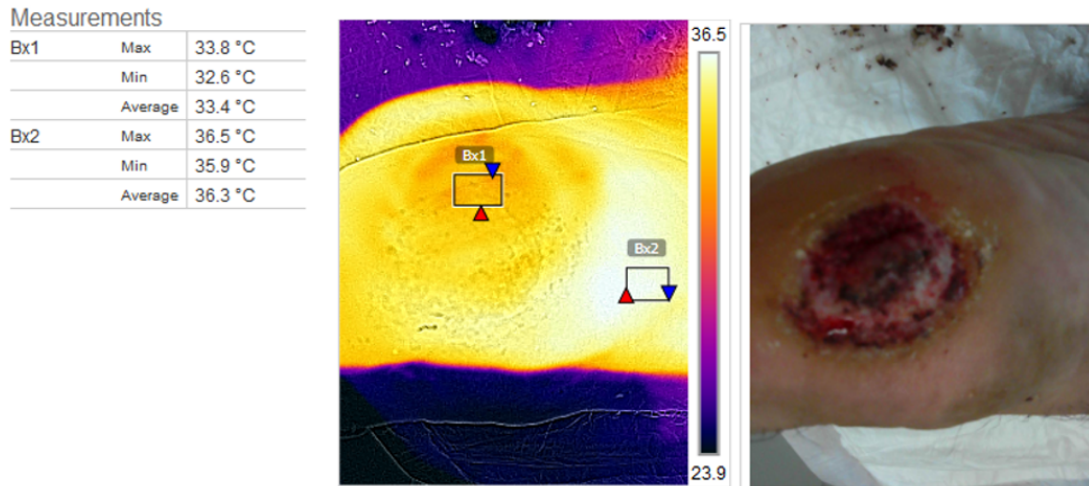 Measurements
Bx1 Max 33.8 °C
Min 32.6 °C
Average 33.4 °C
Bx2 Max 36.5 °C
Min 35.9 °C
Average 36.3 °C
Bx1
Bx2
36.5
23.9